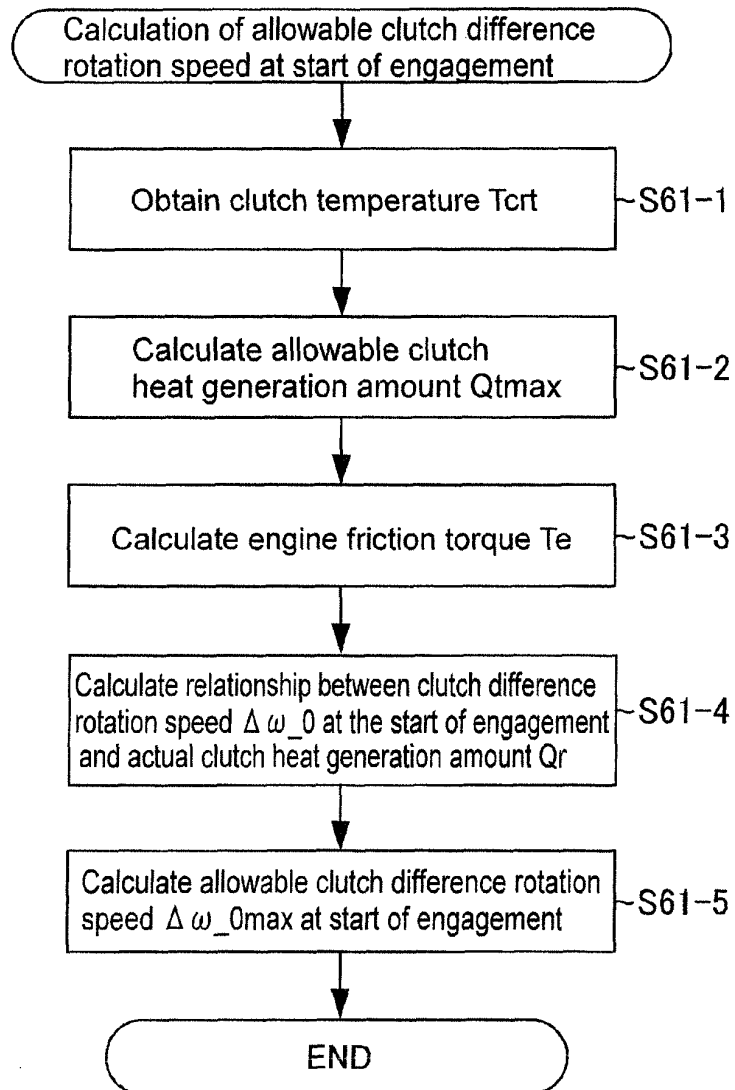 Calculation of allowable clutch difference
rotation speed at start of engagement
Obtain clutch temperature Tcrt
~S61-1
Calculate allowable clutch
heat generation amount Qtmax
~S61-2
Calculate engine friction torque Te
~S61-3
Calculate relationship between clutch difference
rotation speed Δω_0 at the start of engagement
and actual clutch heat generation amount Qr
~S61-4
Calculate allowable clutch difference rotation
speed Δω_0max at start of engagement
~S61-5
END